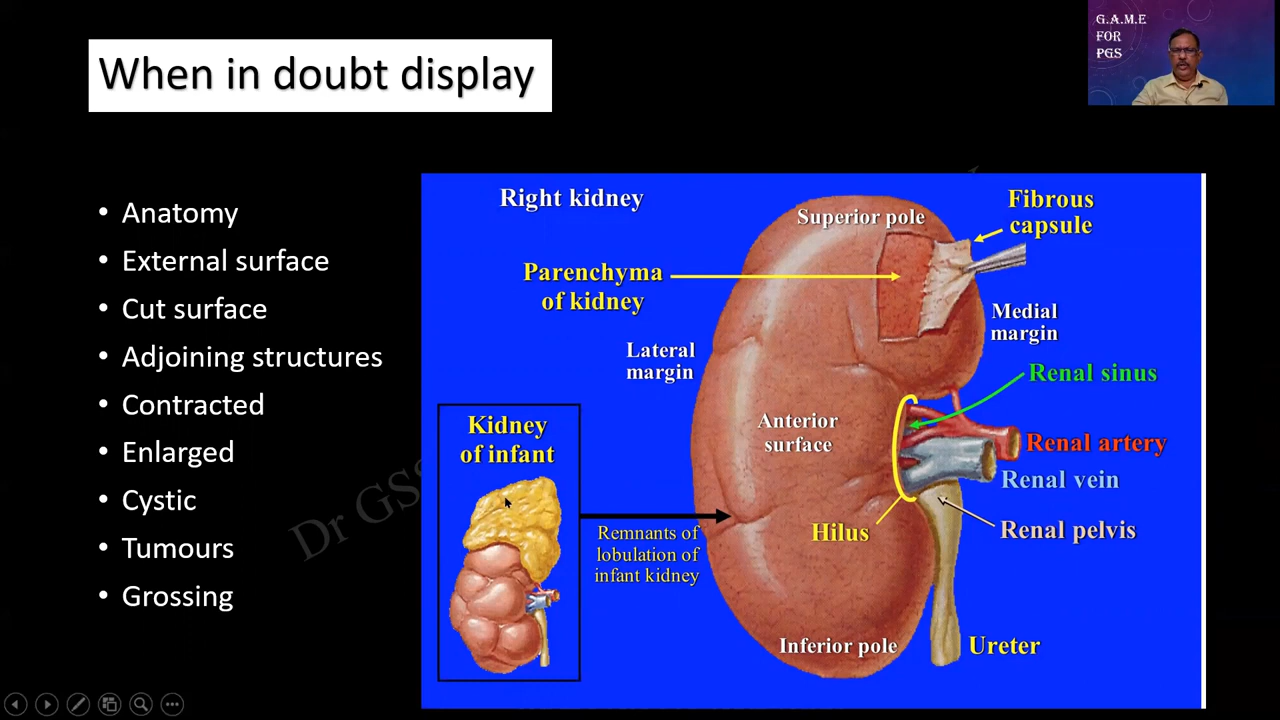 When in doubt display
G.A.M.E
FOR
PGS
• Anatomy
• External surface
• Cut surface
• Adjoining structures
• Contracted
• Enlarged
• Cystic
• Tumours
• Grossing
Right kidney
Superior pole
Fibrous
capsule
Parenchyma
of kidney
Medial
margin
Lateral
margin
Renal sinus
Anterior
surface
Renal artery
Renal vein
Hilus
Renal pelvis
Kidney
of infant
Remnants of
lobulation of
infant kidney
Inferior pole
Ureter
Dr GSS